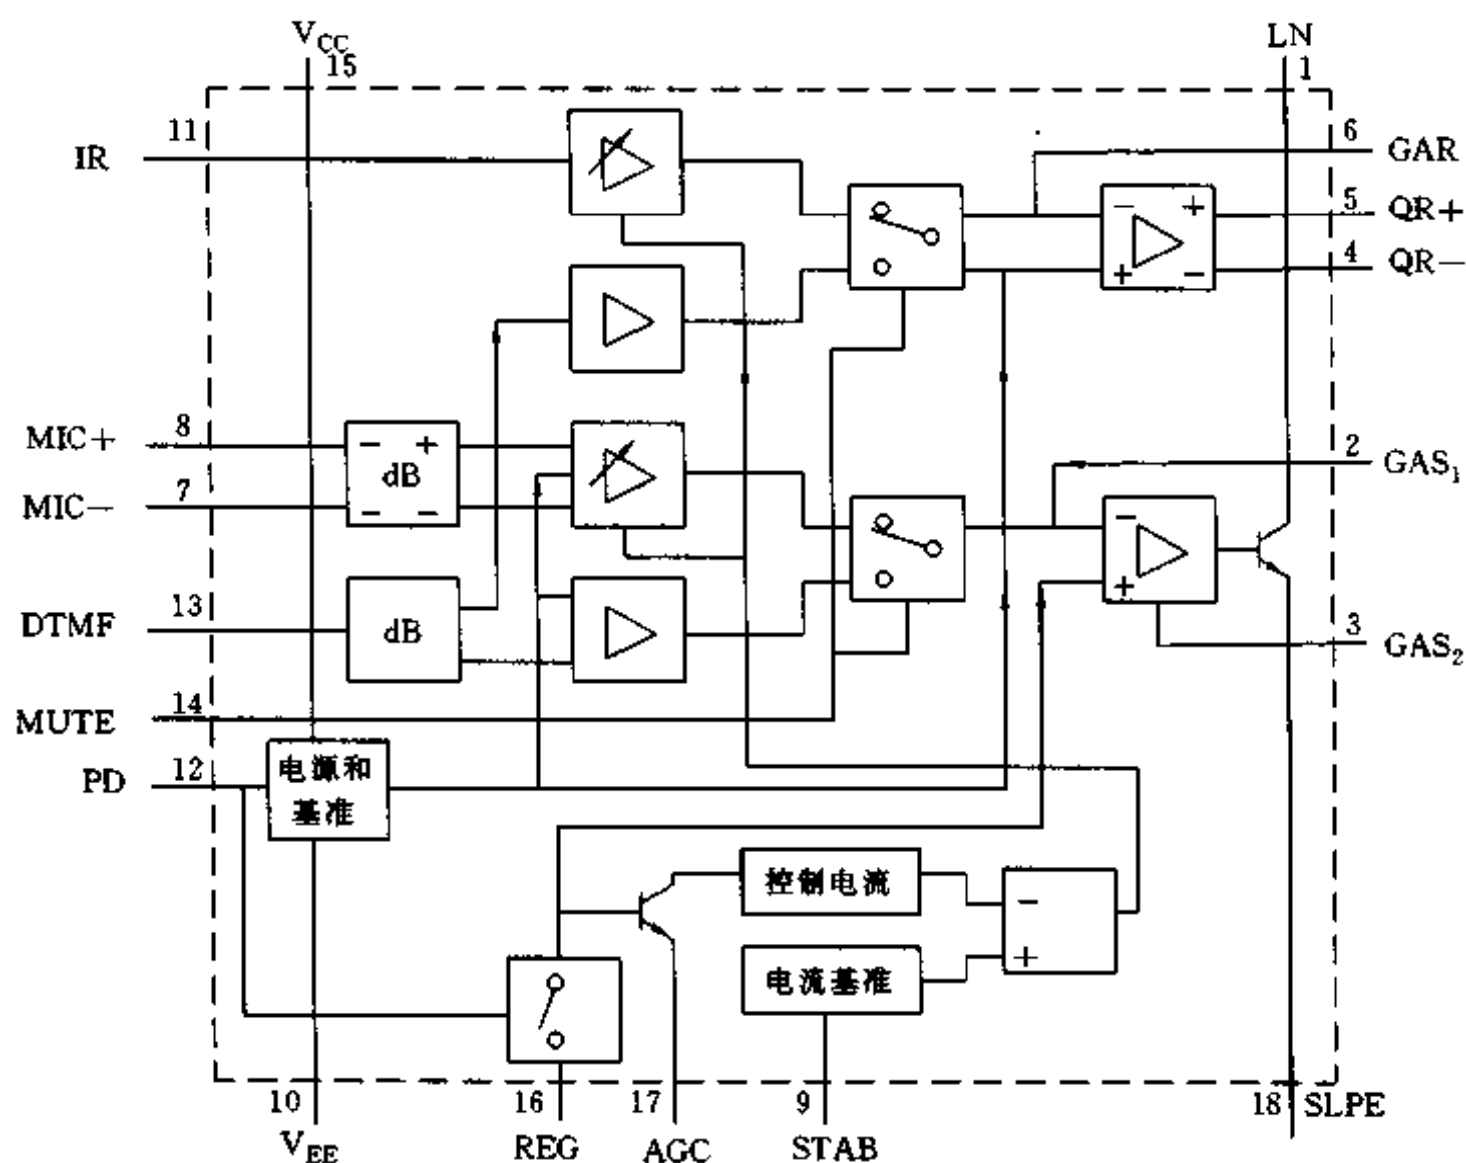 V_CC
15
LN
1
11
IR
6
GAR
5
QR+
4
QR−
− +
+ −
MIC+
8
− +
dB
− −
7
MIC−
2
GAS₁
−
+
13
DTMF
dB
3
GAS₂
14
MUTE
12
PD
电源和
基准
控制电流
−
+
电流基准
10
V_EE
16
REG
17
AGC
9
STAB
18
SLPE